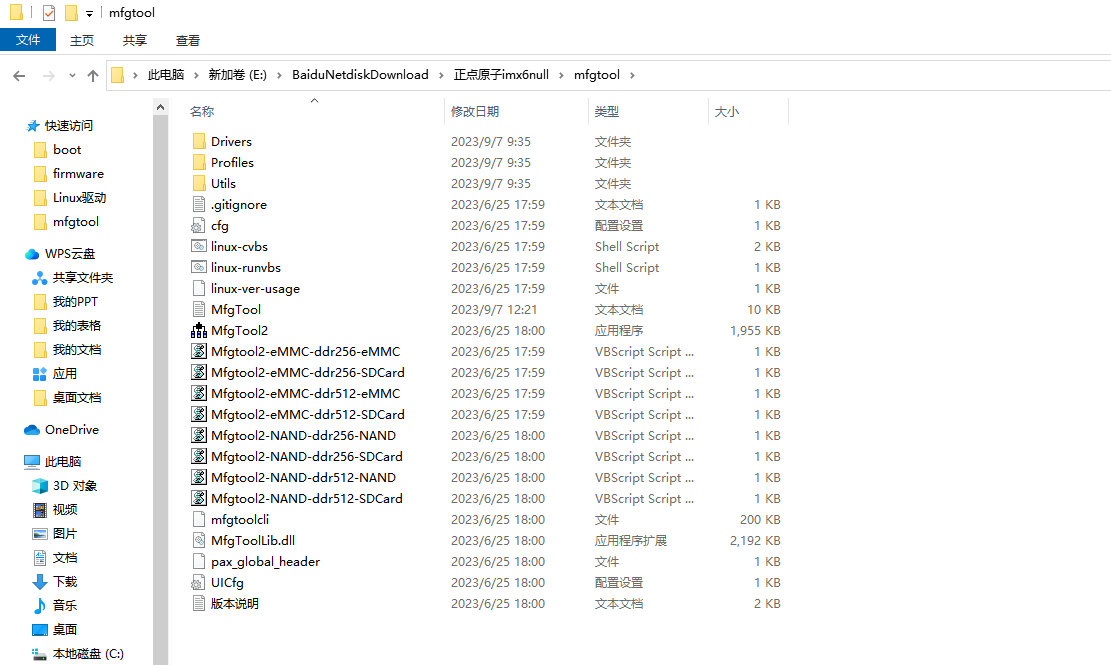 mfgtool
文件 主页 共享 查看
此电脑 新加卷 (E:) BaiduNetdiskDownload 正点原子imx6null mfgtool
快速访问
boot
firmware
Linux驱动
mfgtool
WPS云盘
共享文件夹
我的PPT
我的表格
我的文档
应用
桌面文档
OneDrive
此电脑
3D 对象
视频
图片
文档
下载
音乐
桌面
本地磁盘 (C:)
名称 修改日期 类型 大小
Drivers 2023/9/7 9:35 文件夹
Profiles 2023/9/7 9:35 文件夹
Utils 2023/9/7 9:35 文件夹
.gitignore 2023/6/25 17:59 文本文档 1 KB
cfg 2023/6/25 17:59 配置设置 1 KB
linux-cvbs 2023/6/25 17:59 Shell Script 2 KB
linux-runvbs 2023/6/25 17:59 Shell Script 1 KB
linux-ver-usage 2023/6/25 17:59 文件 1 KB
MfgTool 2023/9/7 12:21 文本文档 10 KB
MfgTool2 2023/6/25 18:00 应用程序 1,955 KB
Mfgtool2-eMMC-ddr256-eMMC 2023/6/25 17:59 VBScript Script ... 1 KB
Mfgtool2-eMMC-ddr256-SDCard 2023/6/25 17:59 VBScript Script ... 1 KB
Mfgtool2-eMMC-ddr512-eMMC 2023/6/25 17:59 VBScript Script ... 1 KB
Mfgtool2-eMMC-ddr512-SDCard 2023/6/25 17:59 VBScript Script ... 1 KB
Mfgtool2-NAND-ddr256-NAND 2023/6/25 18:00 VBScript Script ... 1 KB
Mfgtool2-NAND-ddr256-SDCard 2023/6/25 18:00 VBScript Script ... 1 KB
Mfgtool2-NAND-ddr512-NAND 2023/6/25 18:00 VBScript Script ... 1 KB
Mfgtool2-NAND-ddr512-SDCard 2023/6/25 18:00 VBScript Script ... 1 KB
mfgtoolcli 2023/6/25 18:00 文件 200 KB
MfgToolLib.dll 2023/6/25 18:00 应用程序扩展 2,192 KB
pax_global_header 2023/6/25 18:00 文件 1 KB
UICfg 2023/6/25 18:00 配置设置 1 KB
版本说明 2023/6/25 18:00 文本文档 2 KB